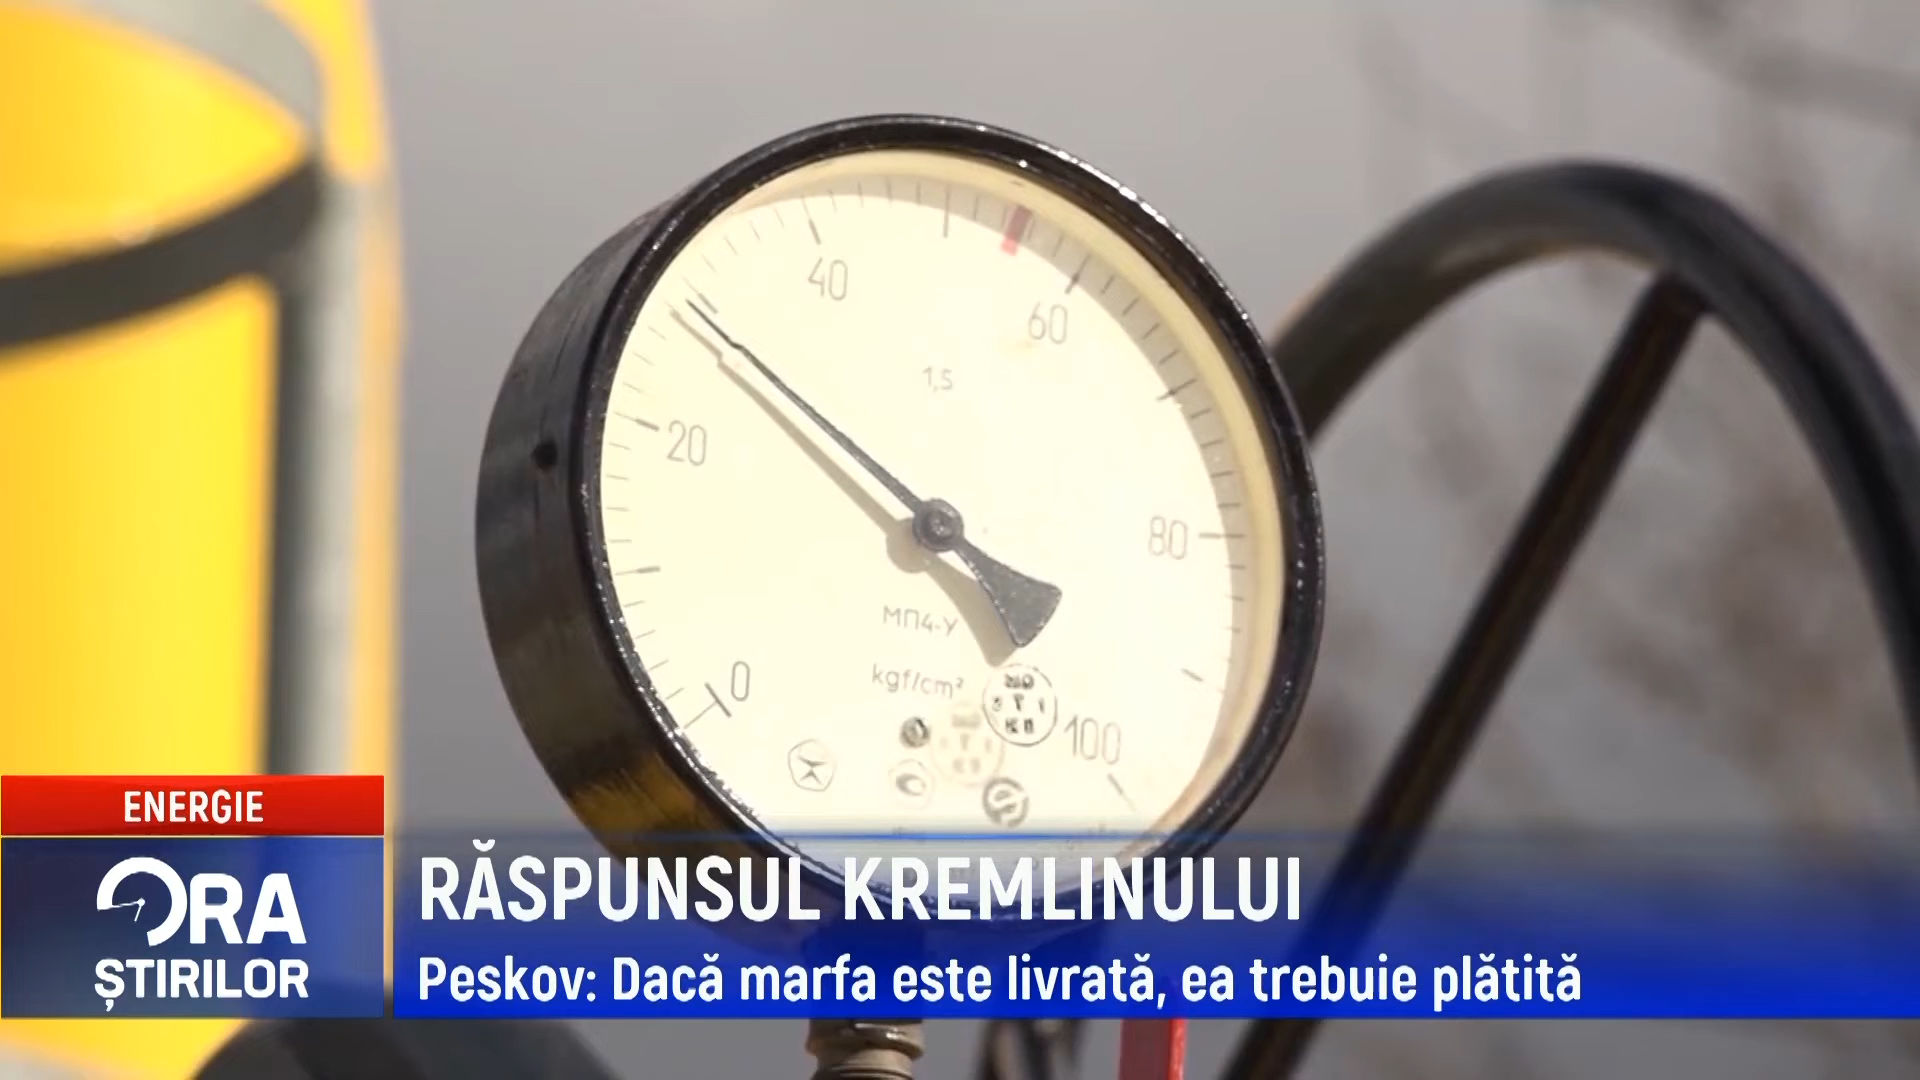 40
60
1,5
20
80
МП4-У
0
kgf/cm²
100
ENERGIE
ORA
ȘTIRILOR
RĂSPUNSUL KREMLINULUI
Peskov: Dacă marfa este livrată, ea trebuie plătită